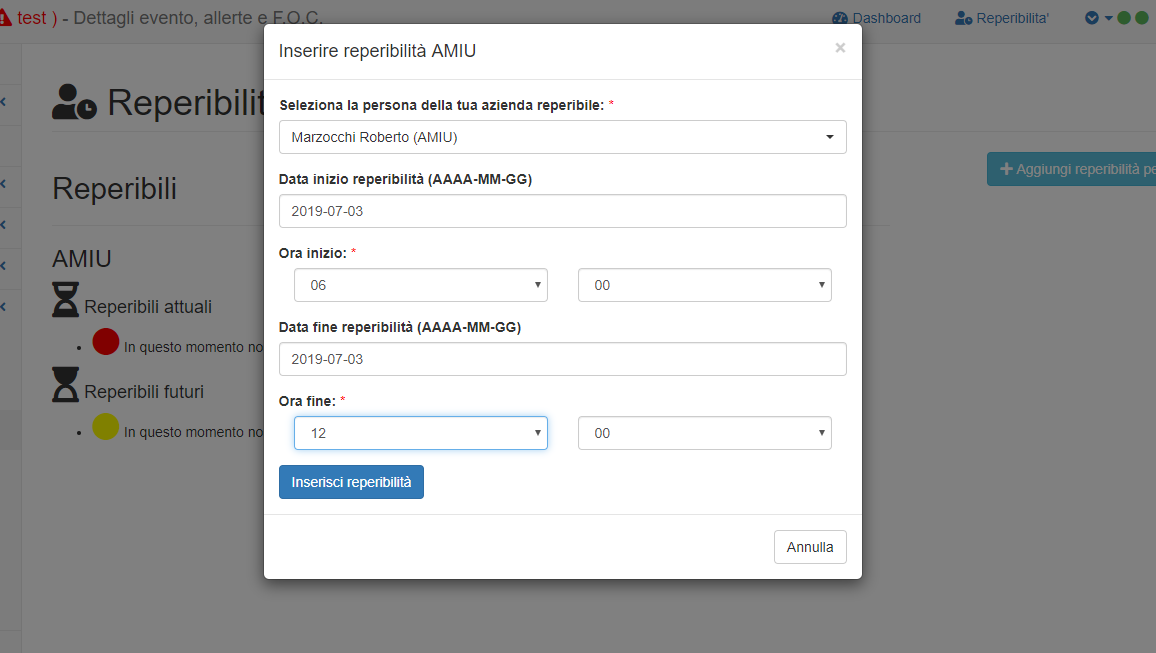 test ) - Dettagli evento, allerte e F.O.C.
Dashboard
Reperibilita'
Inserire reperibilità AMIU
×
Seleziona la persona della tua azienda reperibile: *
Marzocchi Roberto (AMIU)
Data inizio reperibilità (AAAA-MM-GG)
2019-07-03
Ora inizio: *
06 00
Data fine reperibilità (AAAA-MM-GG)
2019-07-03
Ora fine: *
12 00
Inserisci reperibilità
Annulla
Reperibilit
Reperibili
Aggiungi reperibilità pe
AMIU
Reperibili attuali
In questo momento no
Reperibili futuri
In questo momento no